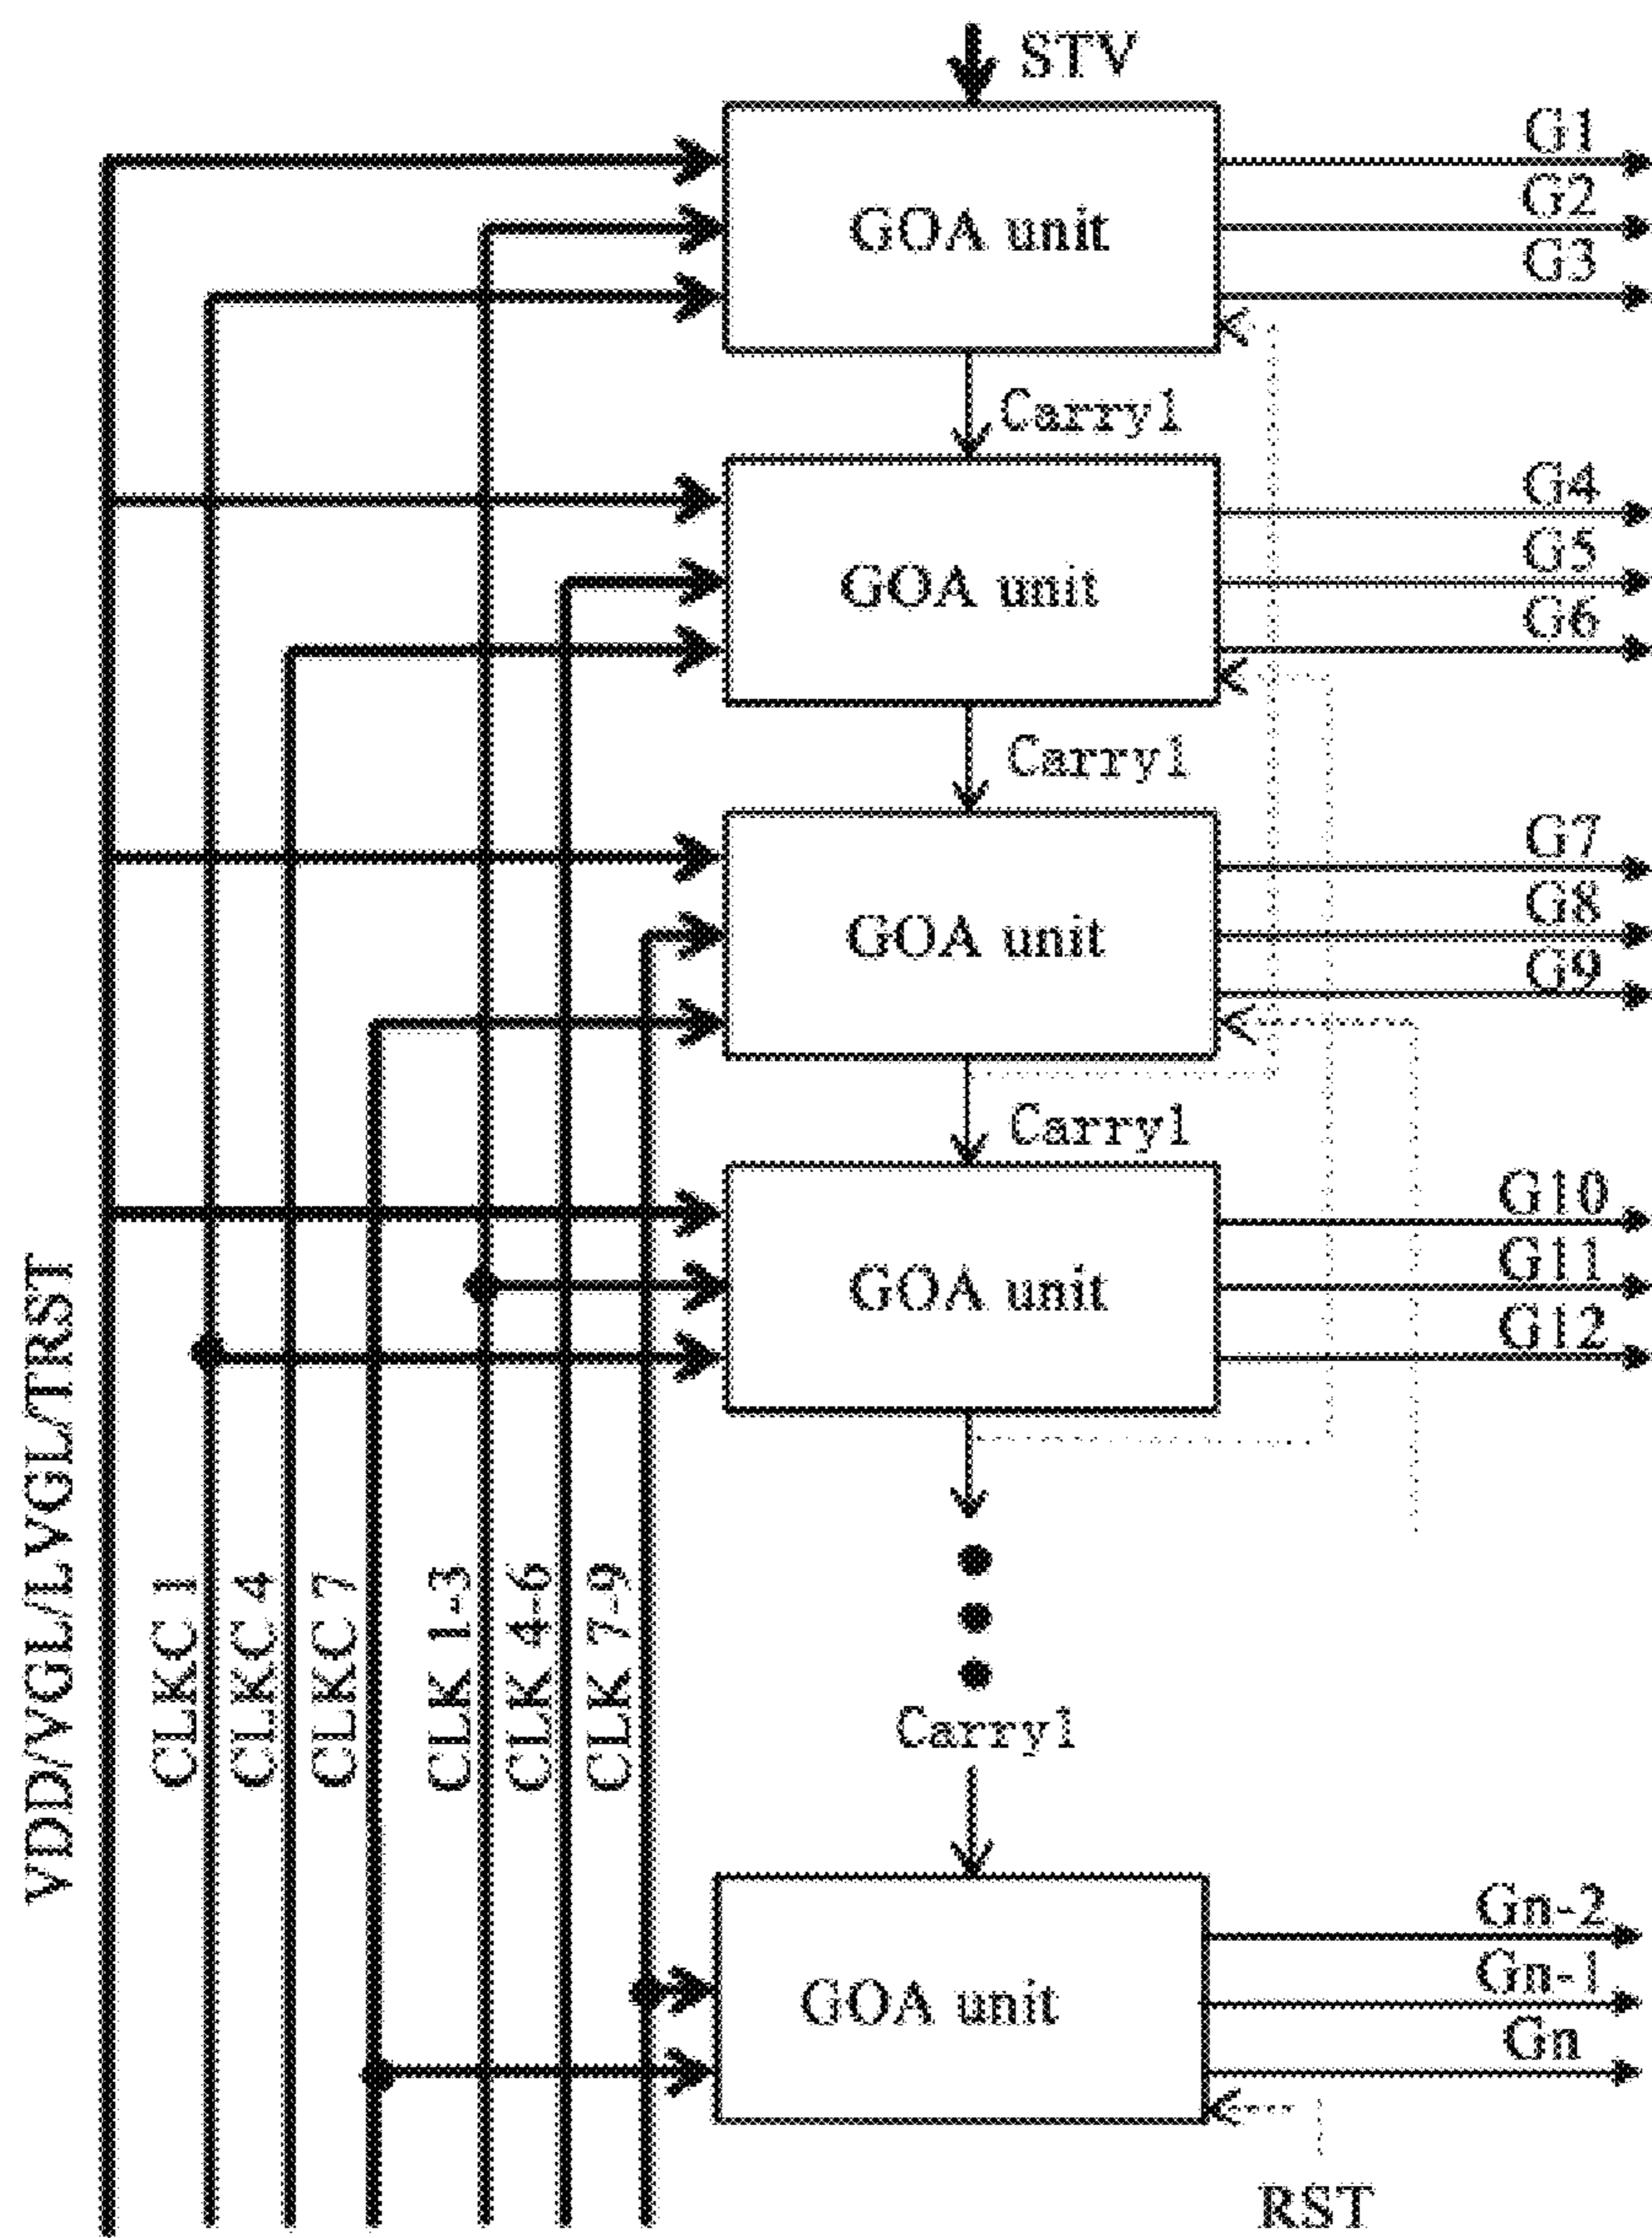 STV
G1
G2
GOA unit
G3
Carry1
G4
G5
GOA unit
G6
Carry1
G7
G8
GOA unit
G9
Carry1
G10
G11
GOA unit
G12
VDD/VGL/LVGL/TRST
CLKC 1
CLKC 4
CLKC 7
CLK 1-3
CLK 4-6
CLK 7-9
Carry1
Gn-2
Gn-1
GOA unit
Gn
RST